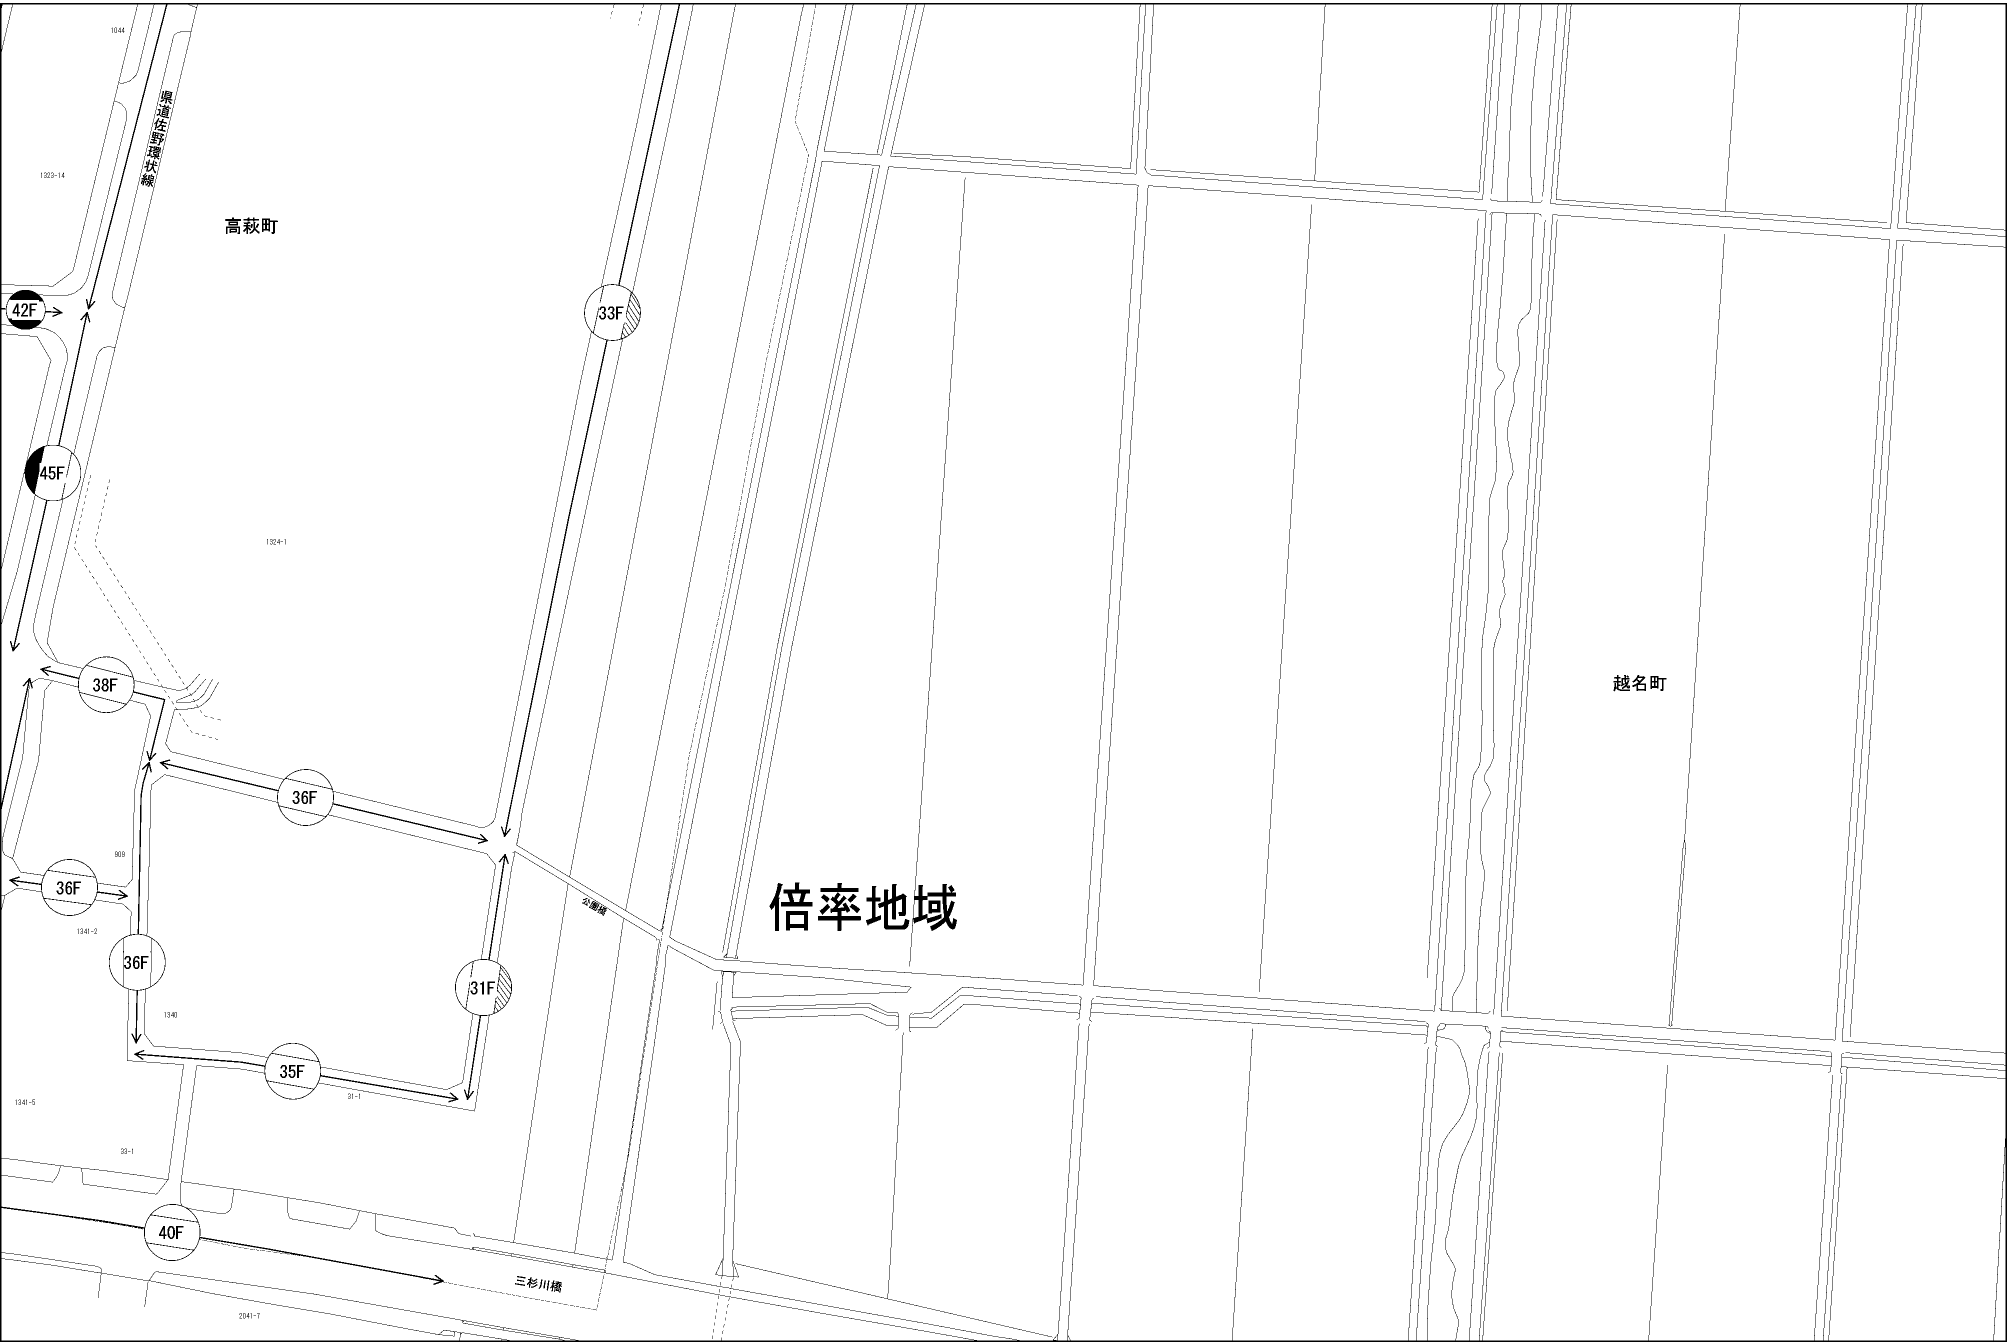 1044
県道佐野環状線
1323-14
高萩町
42F
33F
45F
1324-1
38F
越名町
36F
909
36F
公園橋
倍率地域
1341-2
36F
31F
1340
35F
31-1
1341-5
33-1
40F
三杉川橋
2041-7